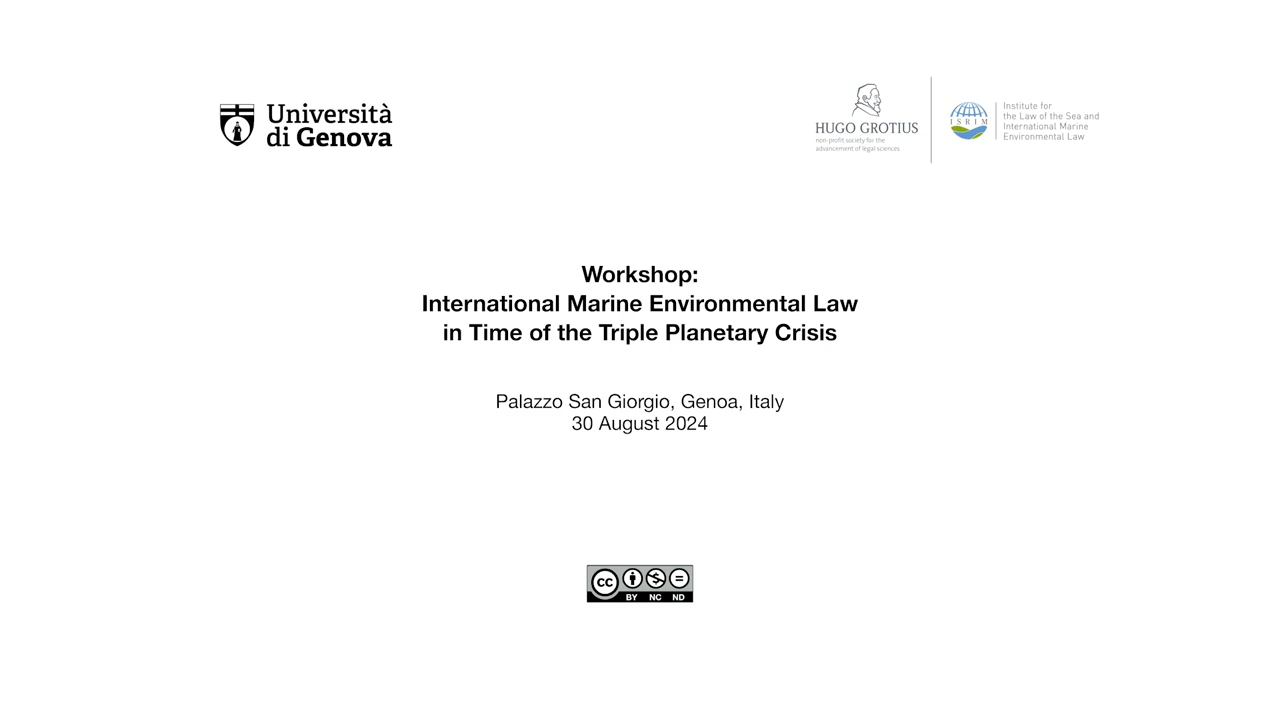 Università
di Genova
HUGO GROTIUS
non-profit society for the
advancement of legal sciences
ISRIM
Institute for
the Law of the Sea and
International Marine
Environmental Law
Workshop:
International Marine Environmental Law
in Time of the Triple Planetary Crisis
Palazzo San Giorgio, Genoa, Italy
30 August 2024
cc
BY NC ND